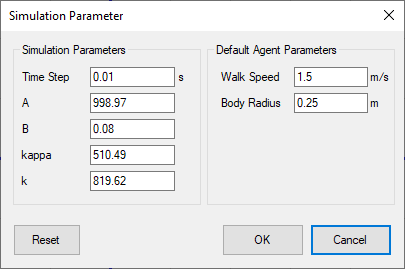 Simulation Parameter
Simulation Parameters
Time Step 0.01 s
A 998.97
B 0.08
kappa 510.49
k 819.62
Default Agent Parameters
Walk Speed 1.5 m/s
Body Radius 0.25 m
Reset OK Cancel